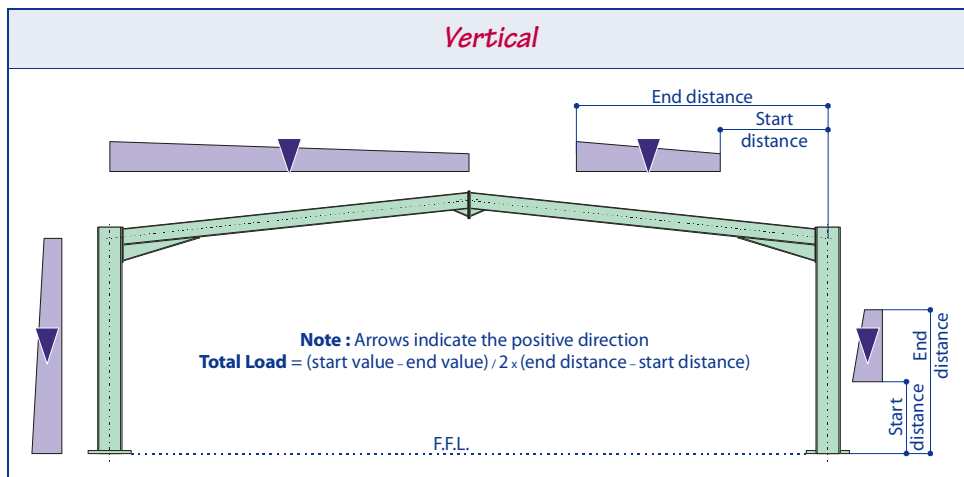 Vertical
End distance
Start
distance
Note : Arrows indicate the positive direction
Total Load = (start value – end value) / 2 x (end distance – start distance)
End
distance
Start
distance
F.F.L.